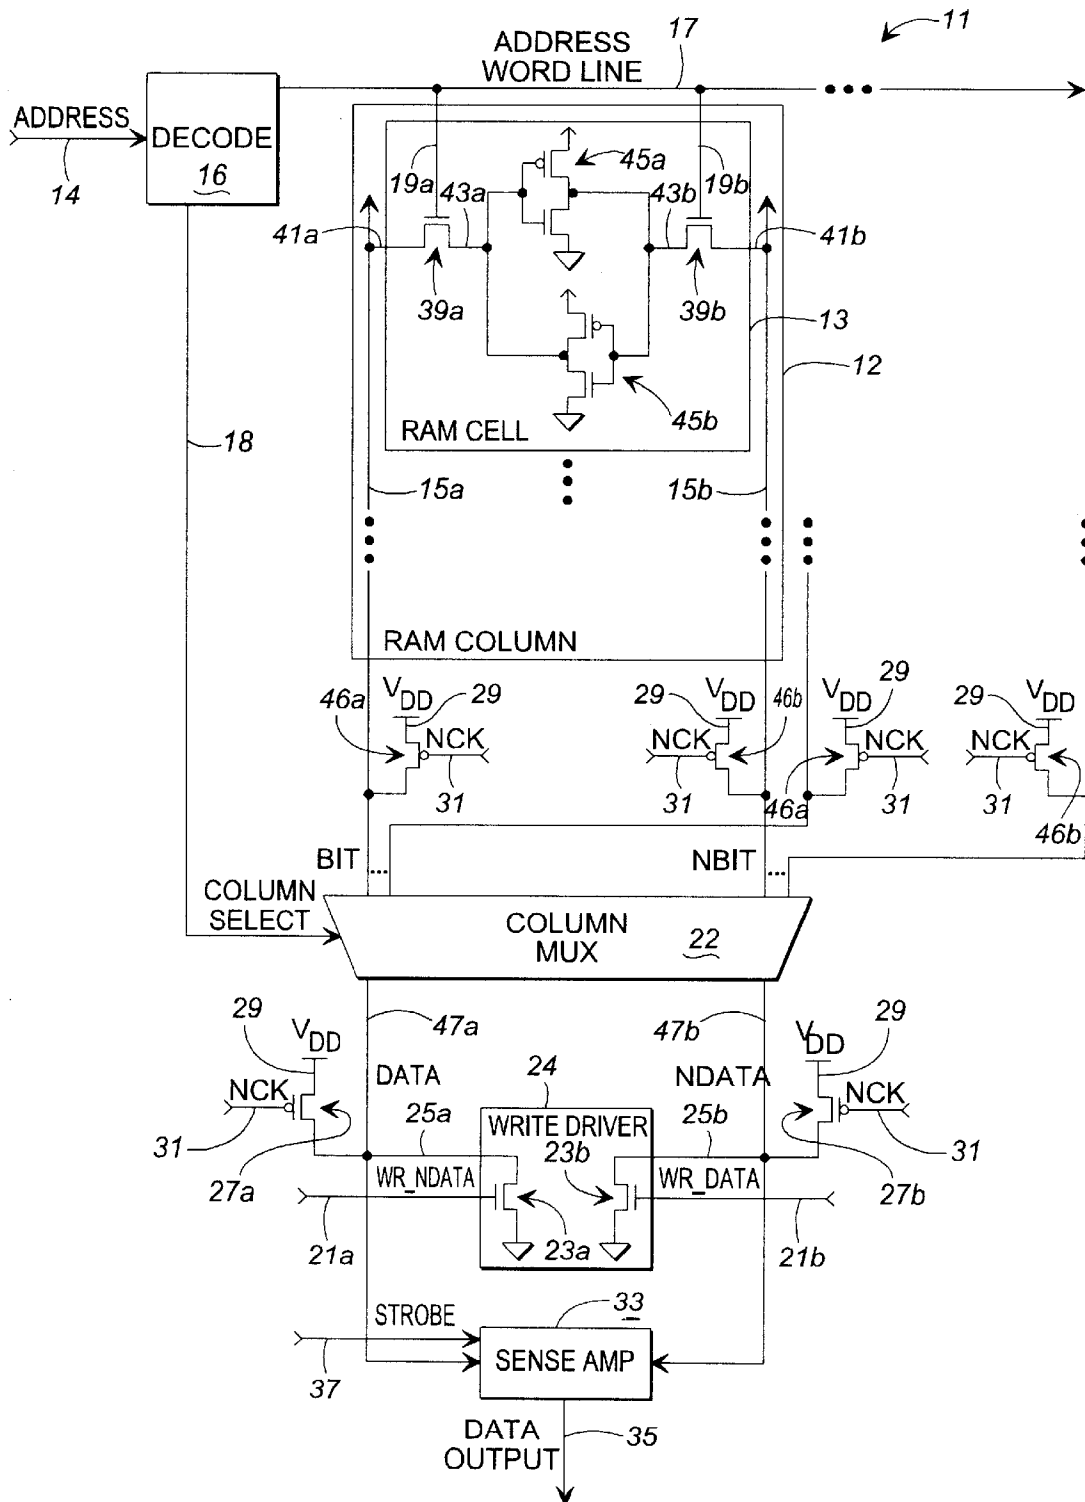 11
17
ADDRESS
WORD LINE
ADDRESS
DECODE
16
14
19a
43a
45a
43b
19b
41a
41b
39a
39b
13
12
45b
RAM CELL
18
15a
15b
RAM COLUMN
46a
VDD
29
NCK
31
29
VDD
46b
NCK
31
VDD
29
46a
NCK
31
29
VDD
NCK
31
46b
BIT
NBIT
COLUMN
SELECT
COLUMN
MUX
22
47a
47b
29
VDD
NCK
31
27a
DATA
24
NDATA
VDD
29
NCK
31
27b
25a
WRITE DRIVER
25b
23b
WR_NDATA
WR_DATA
21a
23a
21b
STROBE
33
37
SENSE AMP
DATA
OUTPUT
35